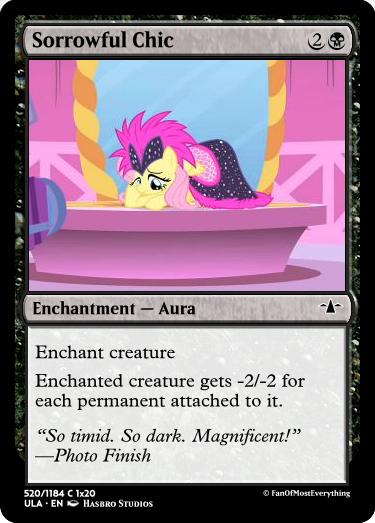 Sorrowful Chic 2
Enchantment — Aura
Enchant creature
Enchanted creature gets -2/-2 for
each permanent attached to it.
“So timid. So dark. Magnificent!”
—Photo Finish
520/1184 C 1x20
ULA • EN Hasbro Studios
© FanOfMostEverything